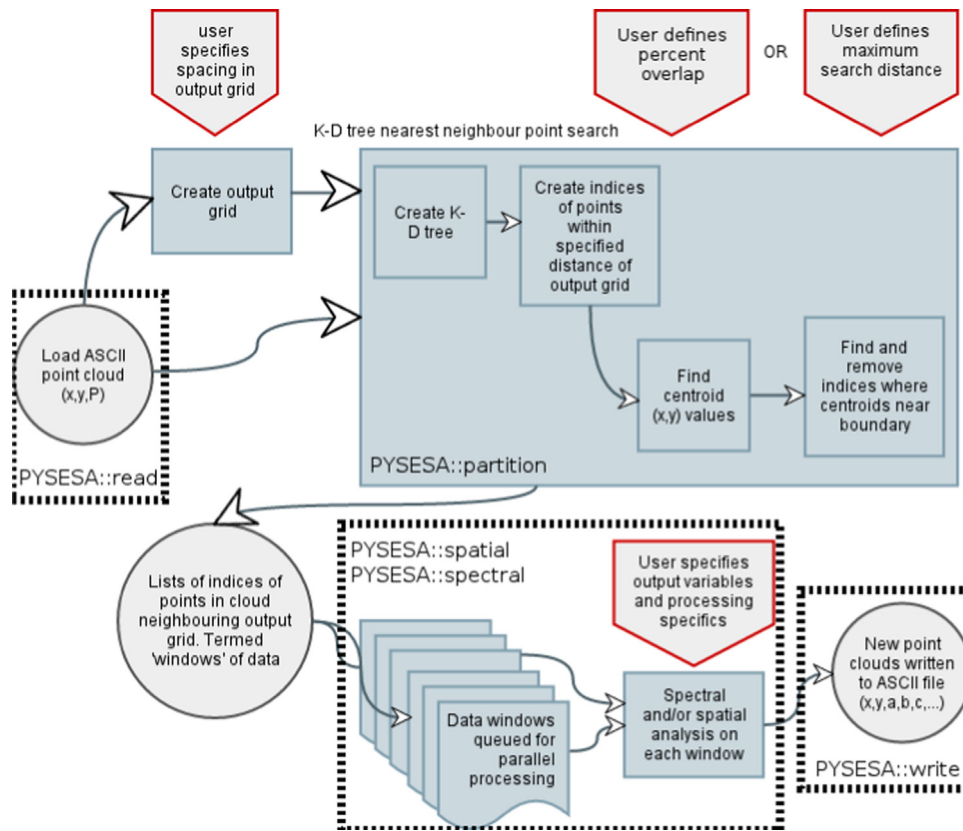 user
specifies
spacing in
output grid
User defines
percent
overlap
OR
User defines
maximum
search distance
K-D tree nearest neighbour point search
Create output
grid
Create K-
D tree
Create indices
of points
within
specified
distance of
output grid
Load ASCII
point cloud
(x,y,P)
PYSESA::read
Find
centroid
(x,y) values
Find and
remove
indices where
centroids near
boundary
PYSESA::partition
Lists of indices of
points in cloud
neighbouring output
grid. Termed
'windows' of data
PYSESA::spatial
PYSESA::spectral
User specifies
output variables
and processing
specifics
Data windows
queued for
parallel
processing
Spectral
and/or spatial
analysis on
each window
New point
clouds written
to ASCII file
(x,y,a,b,c,...)
PYSESA::write